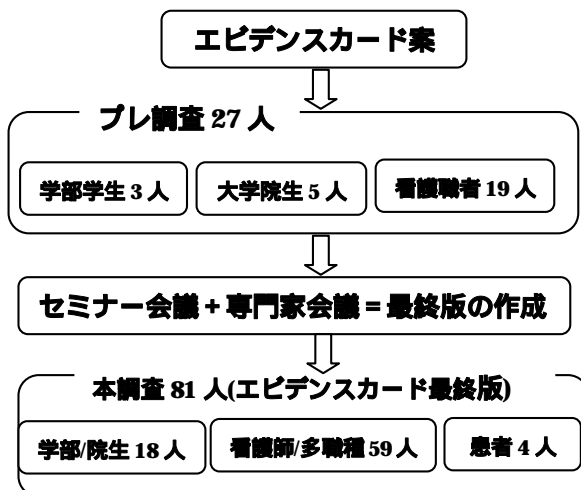 エビデンスカード案
プレ調査 27 人
学部学生 3 人
大学院生 5 人
看護職者 19 人
セミナー会議 + 専門家会議 = 最終版の作成
本調査 81 人(エビデンスカード最終版)
学部/院生 18 人
看護師/多職種 59 人
患者 4 人